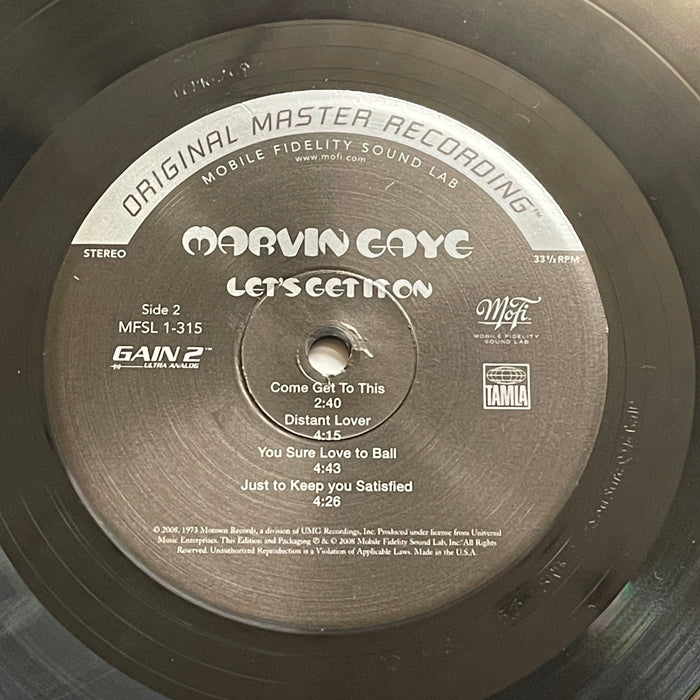 ORIGINAL MASTER RECORDING™
MOBILE FIDELITY SOUND LAB
www.mofi.com
STEREO
33⅓ RPM
MARVIN GAYE
LET'S GET IT ON
Side 2
MFSL 1-315
GAIN 2™
ULTRA ANALOG
MoFi
MOBILE FIDELITY
SOUND LAB
TAMLA
Come Get To This
2:40
Distant Lover
4:15
You Sure Love to Ball
4:43
Just to Keep you Satisfied
4:26
© 2008, 1973 Motown Records, a division of UMG Recordings, Inc. Produced under license from Universal
Music Enterprises. This Edition and Packaging ℗ & © 2008 Mobile Fidelity Sound Lab, Inc. All Rights
Reserved. Unauthorized Reproduction is a Violation of Applicable Laws. Made in the U.S.A.